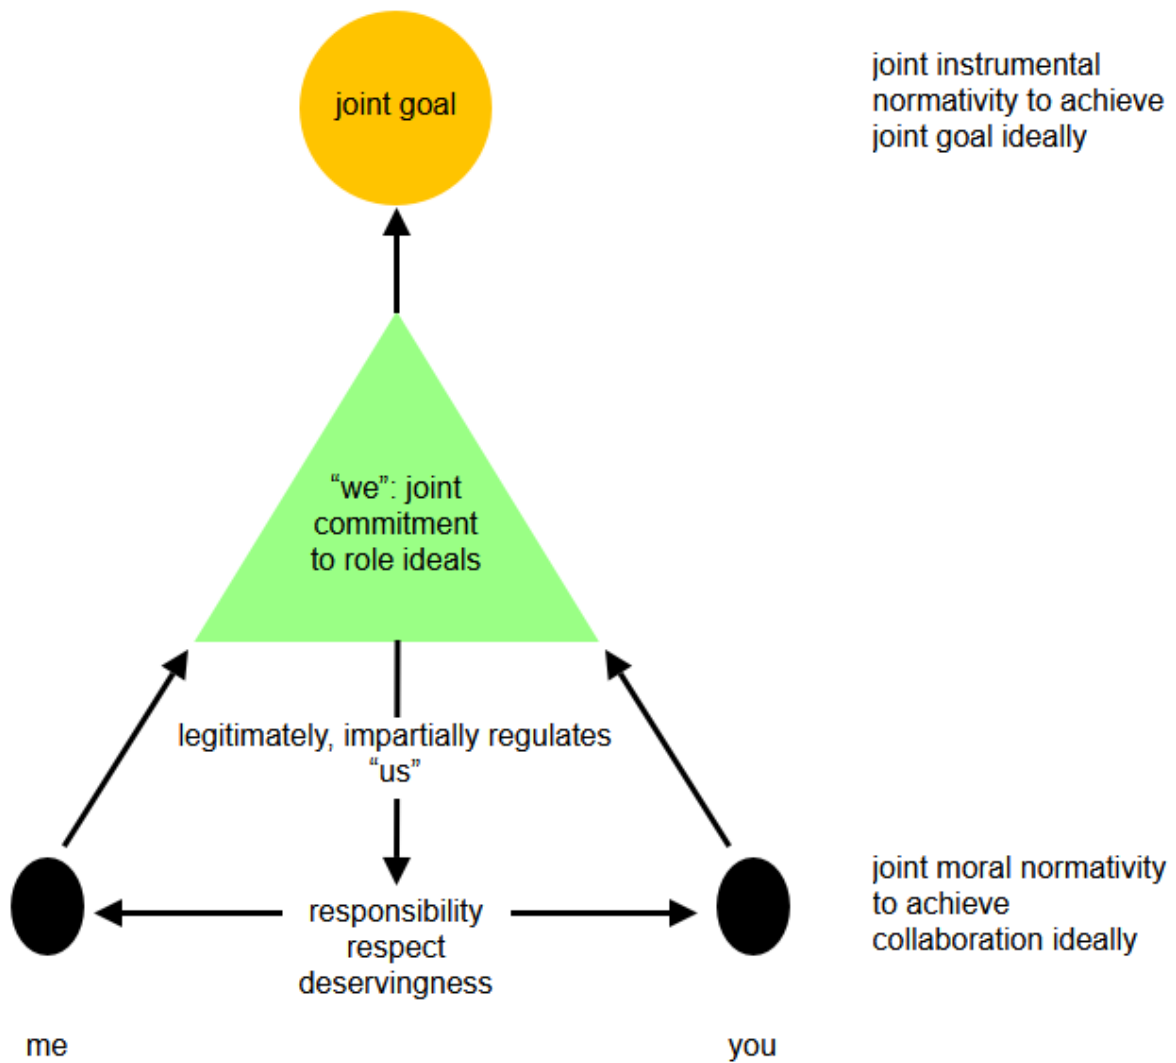 joint goal
joint instrumental
normativity to achieve
joint goal ideally
“we”: joint
commitment
to role ideals
legitimately, impartially regulates
“us”
responsibility
respect
deservingness
joint moral normativity
to achieve
collaboration ideally
me
you